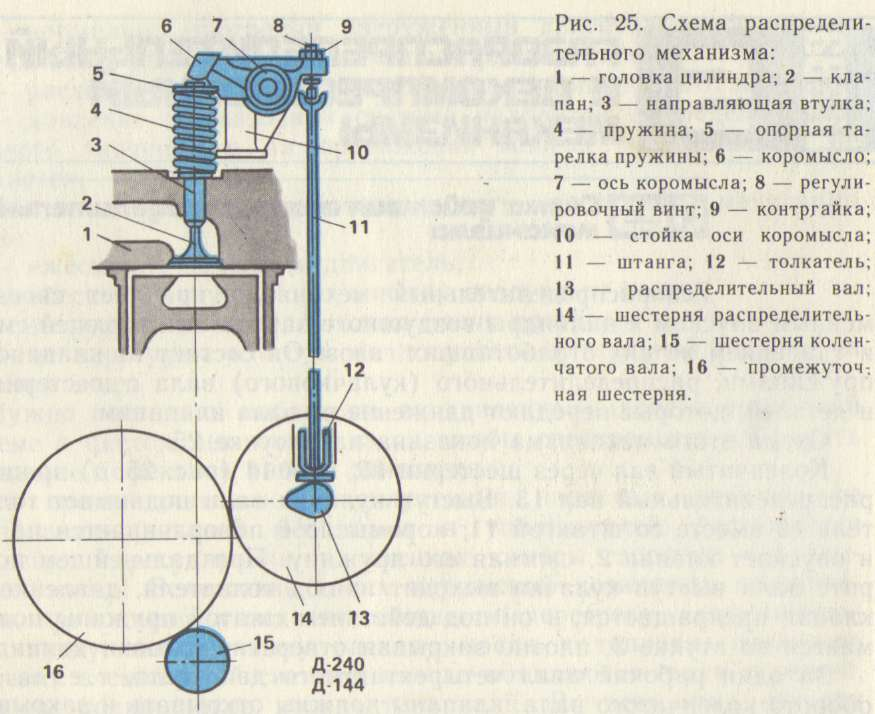 Рис. 25. Схема распредели-
тельного механизма:
1 — головка цилиндра; 2 — кла-
пан; 3 — направляющая втулка;
4 — пружина; 5 — опорная та-
релка пружины; 6 — коромысло;
7 — ось коромысла; 8 — регули-
ровочный винт; 9 — контргайка;
10 — стойка оси коромысла;
11 — штанга; 12 — толкатель;
13 — распределительный вал;
14 — шестерня распределитель-
ного вала; 15 — шестерня колен-
чатого вала; 16 — промежуточ-
ная шестерня.
6 7 8 9
5
4
3
10
2
1
11
12
14 13
15
16
Д-240
Д-144